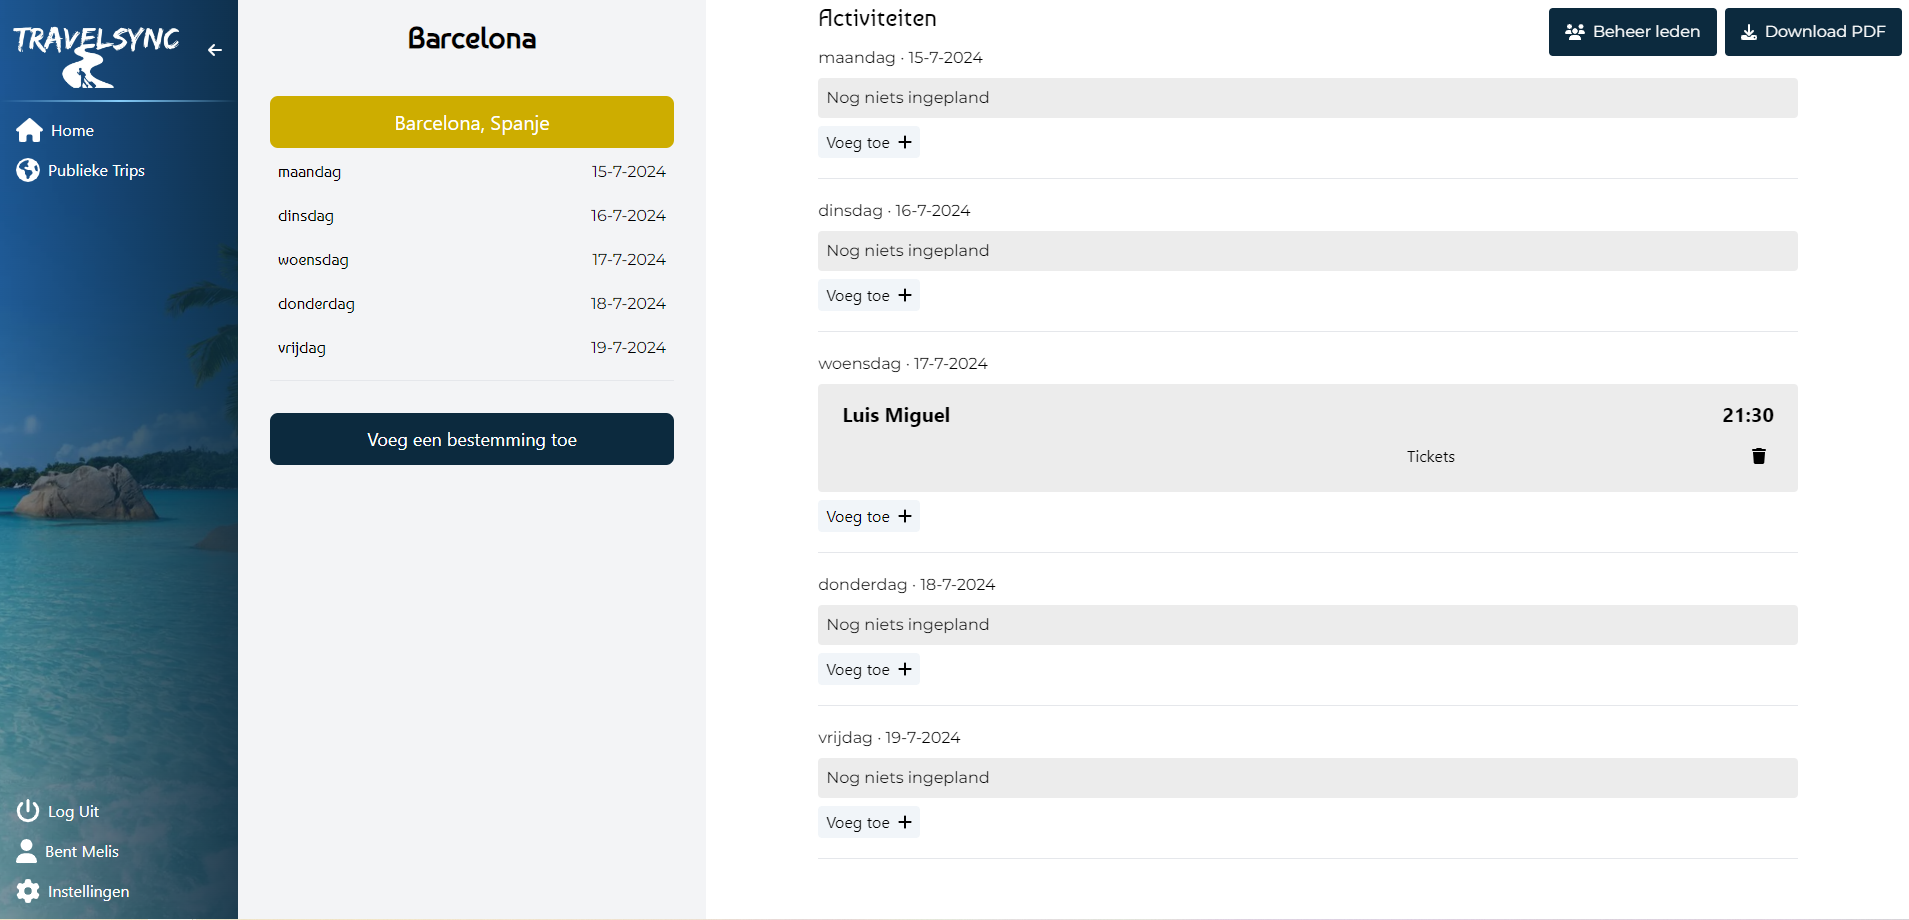 TRAVELSYNC
Home
Publieke Trips
Log Uit
Bent Melis
Instellingen
Barcelona
Barcelona, Spanje
maandag 15-7-2024
dinsdag 16-7-2024
woensdag 17-7-2024
donderdag 18-7-2024
vrijdag 19-7-2024
Voeg een bestemming toe
Activiteiten
Beheer leden
Download PDF
maandag · 15-7-2024
Nog niets ingepland
Voeg toe
dinsdag · 16-7-2024
Nog niets ingepland
Voeg toe
woensdag · 17-7-2024
Luis Miguel 21:30
Tickets
Voeg toe
donderdag · 18-7-2024
Nog niets ingepland
Voeg toe
vrijdag · 19-7-2024
Nog niets ingepland
Voeg toe